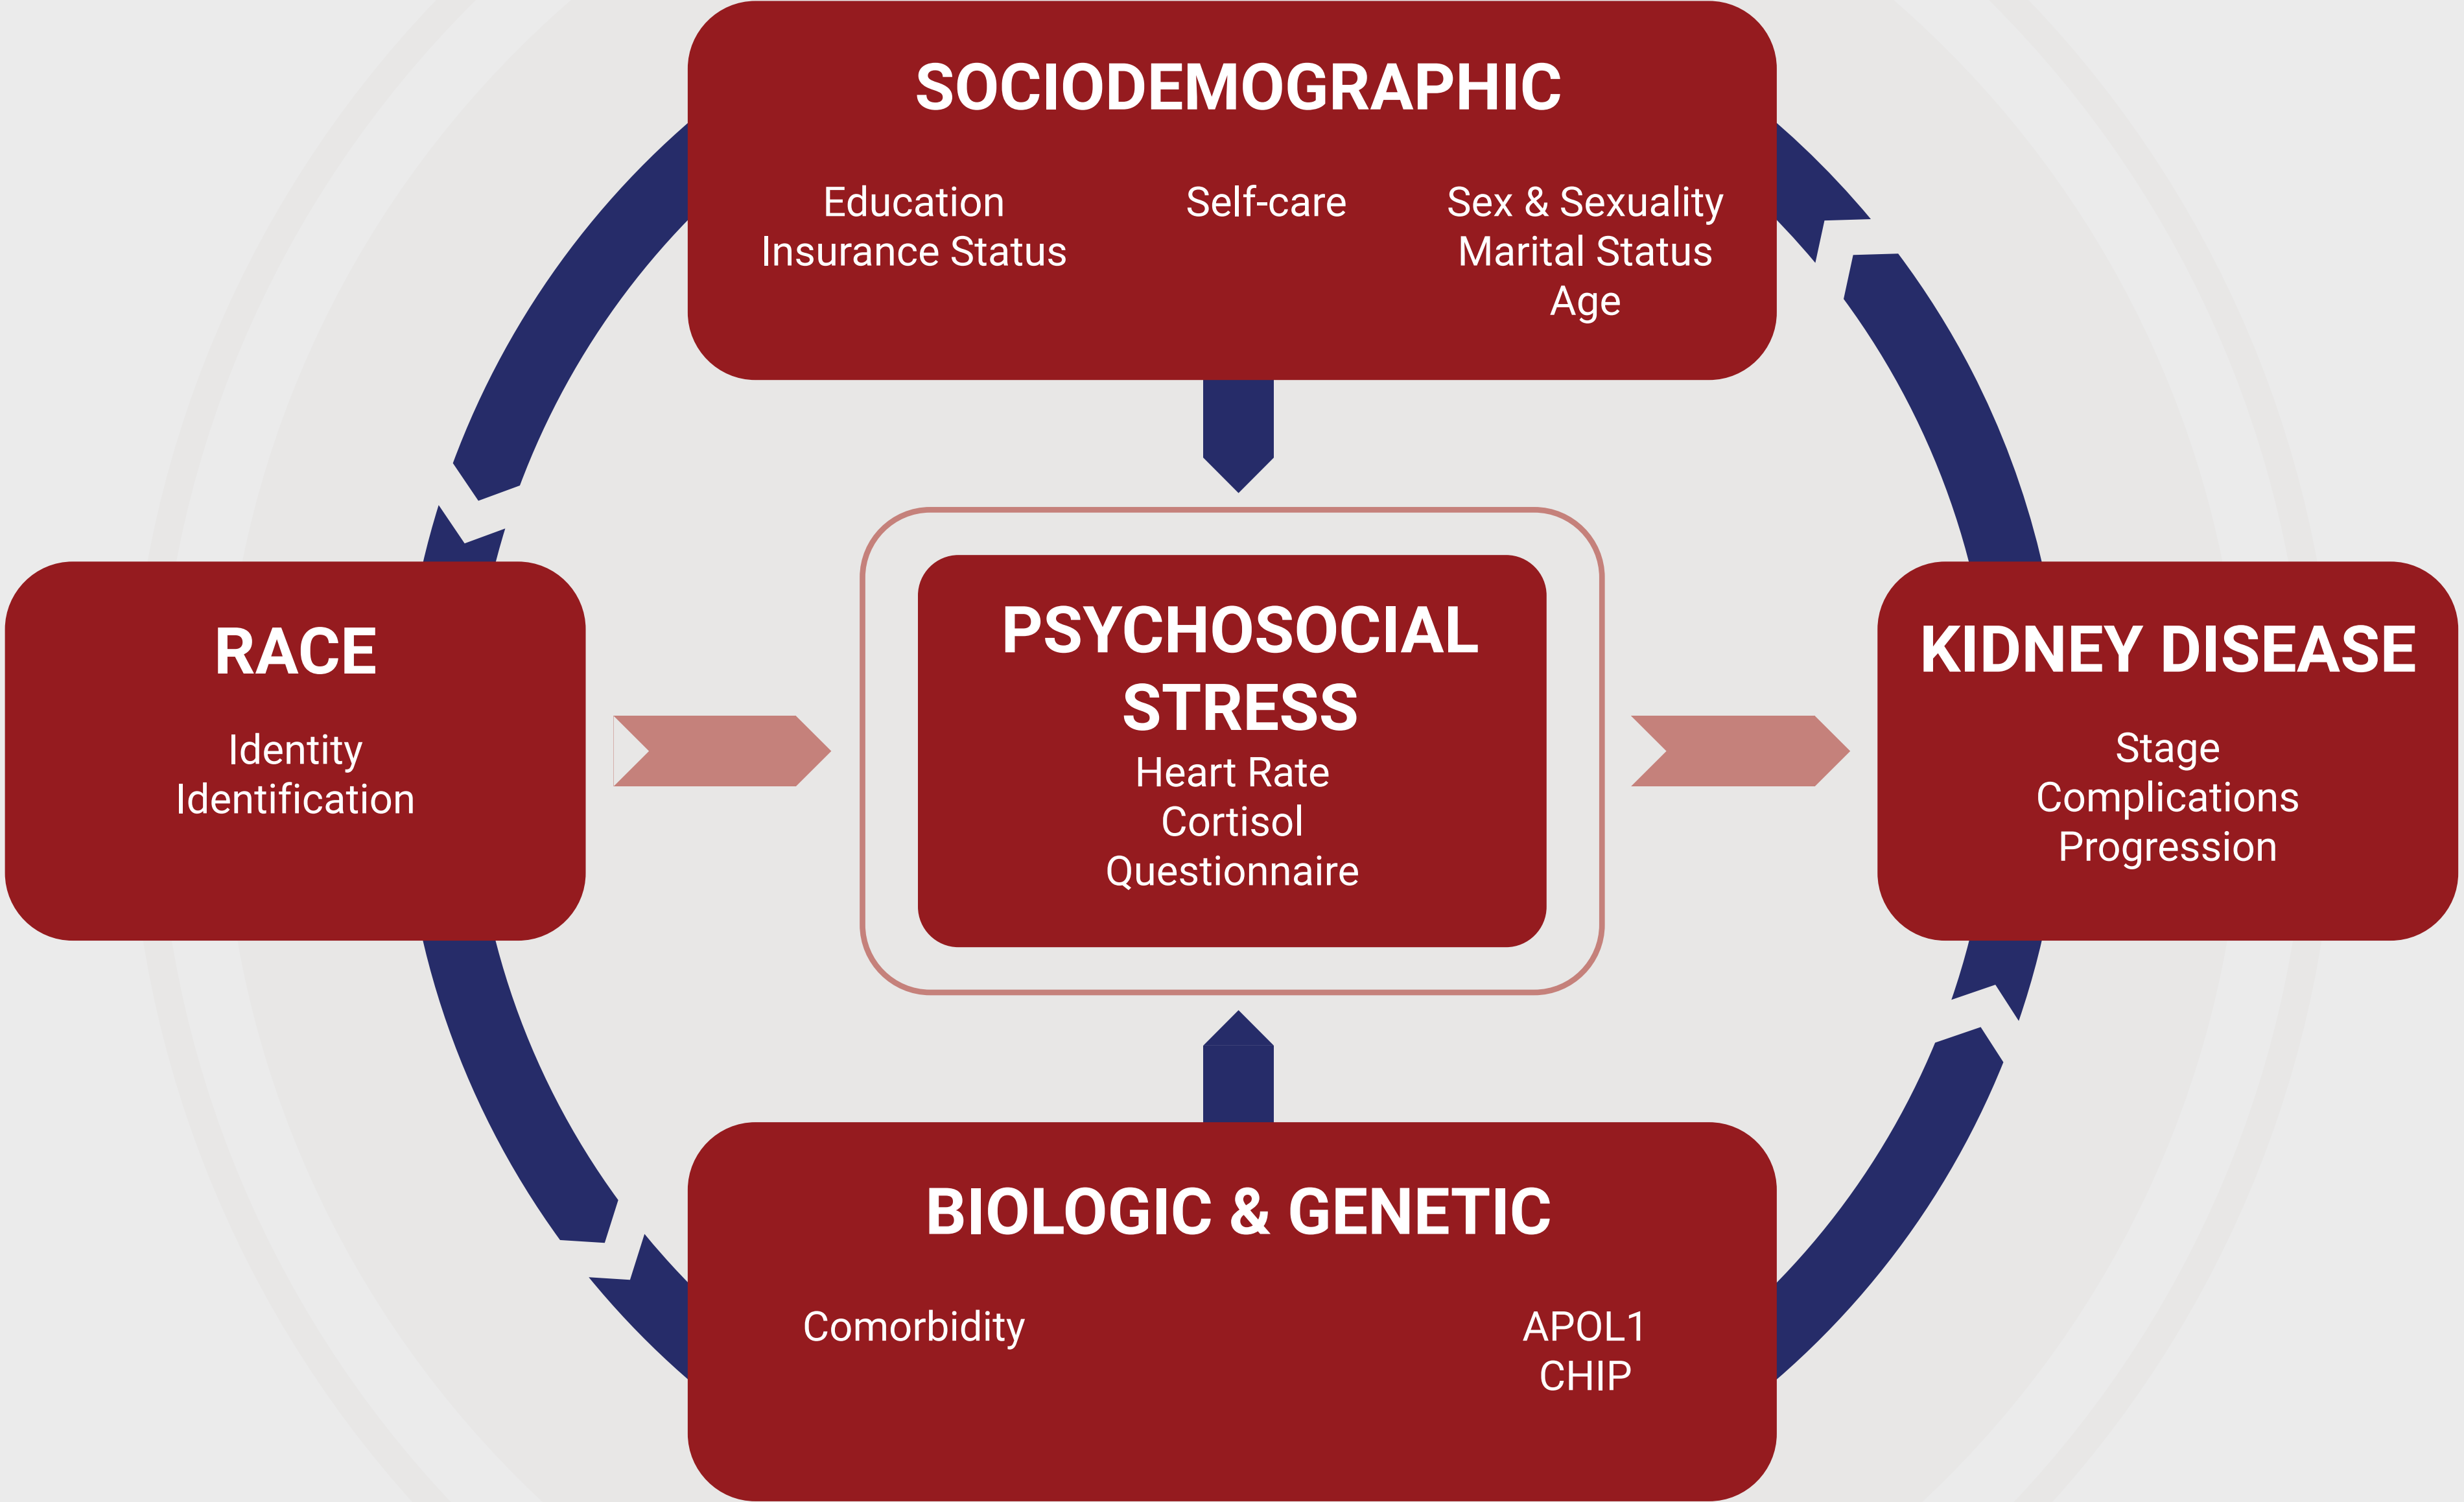 SOCIODEMOGRAPHIC
Education
Insurance Status
Self-care
Sex & Sexuality
Marital Status
Age
RACE
Identity
Identification
PSYCHOSOCIAL
STRESS
Heart Rate
Cortisol
Questionnaire
KIDNEY DISEASE
Stage
Complications
Progression
BIOLOGIC & GENETIC
Comorbidity
APOL1
CHIP